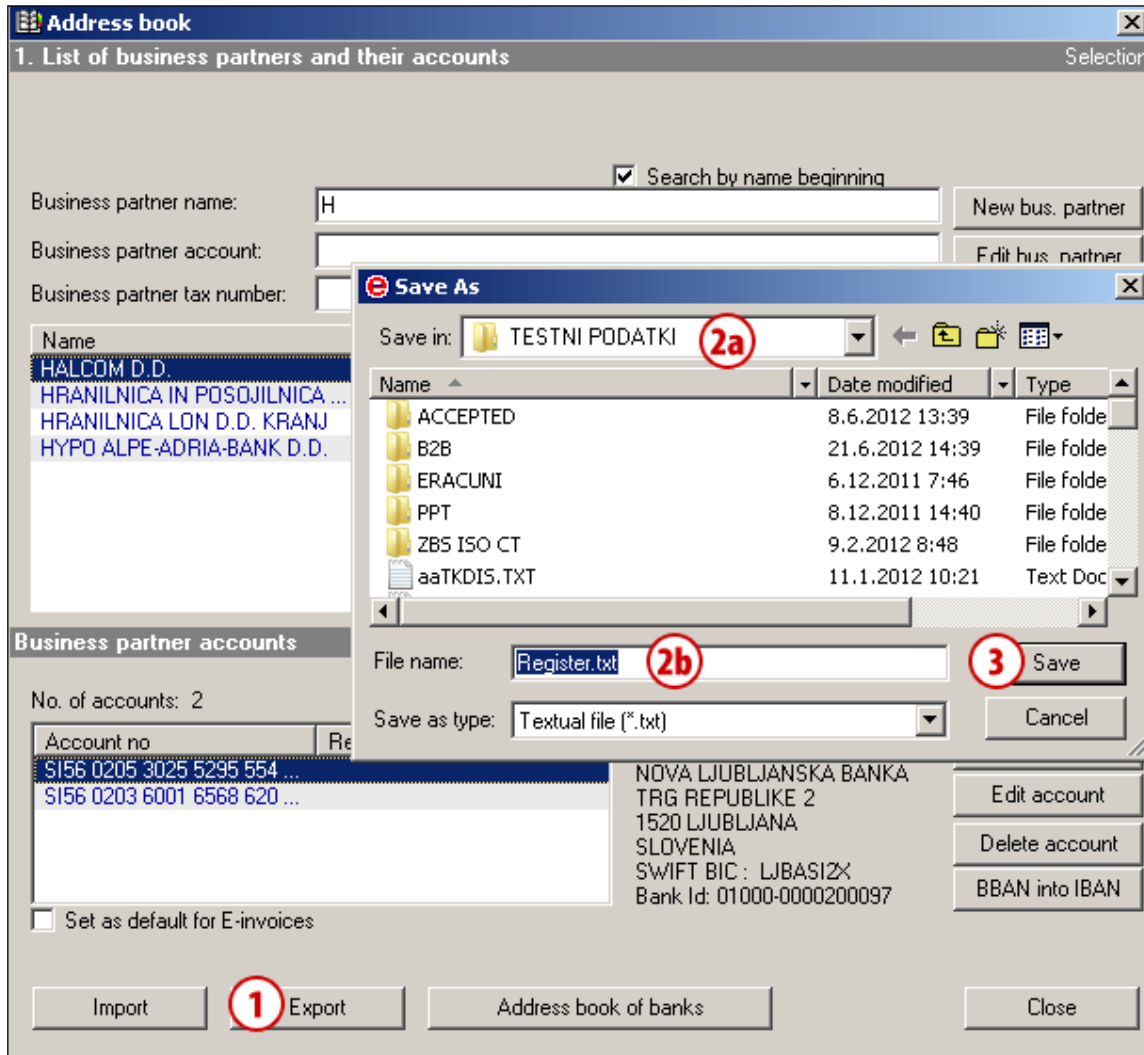 Address book
1. List of business partners and their accounts Selection
Search by name beginning
Business partner name: H New bus. partner
Business partner account: Edit bus. partner
Business partner tax number:
Save As
Save in: TESTNI PODATKI 2a
Name Date modified Type
ACCEPTED 8.6.2012 13:39 File folde
B2B 21.6.2012 14:39 File folde
ERACUNI 6.12.2011 7:46 File folde
PPT 8.12.2011 14:40 File folde
ZBS ISO CT 9.2.2012 8:48 File folde
aaTKDIS.TXT 11.1.2012 10:21 Text Doc
File name: Register.txt 2b 3 Save
Save as type: Textual file (*.txt) Cancel
Name
HALCOM D.D.
HRANILNICA IN POSOJILNICA ...
HRANILNICA LON D.D. KRANJ
HYPO ALPE-ADRIA-BANK D.D.
Business partner accounts
No. of accounts: 2
Account no Re
SI56 0205 3025 5295 554 ...
SI56 0203 6001 6568 620 ...
NOVA LJUBLJANSKA BANKA
TRG REPUBLIKE 2
1520 LJUBLJANA
SLOVENIA
SWIFT BIC : LJBASI2X
Bank Id: 01000-0000200097
Edit account
Delete account
BBAN into IBAN
Set as default for E-invoices
Import 1 Export Address book of banks Close